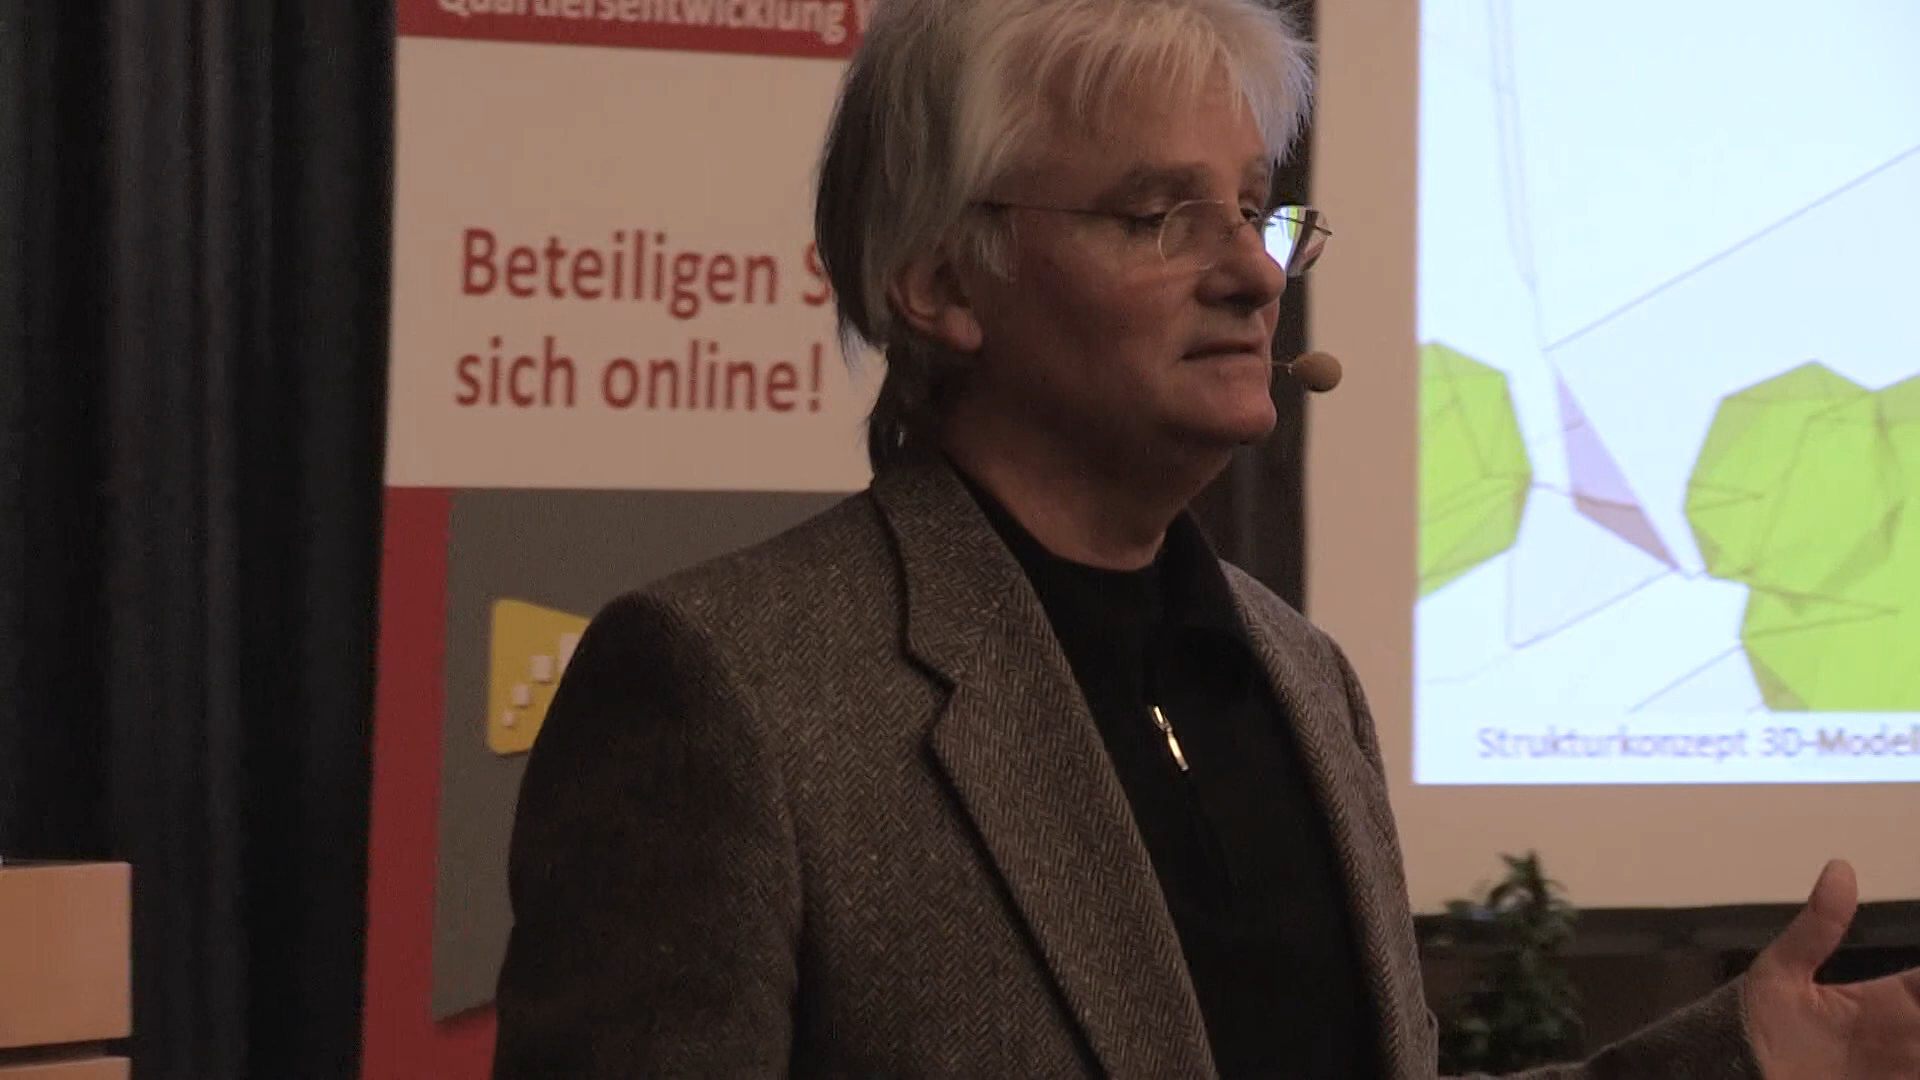 Quartiersentwicklung
Beteiligen
sich online!
Strukturkonzept 3D-Modell